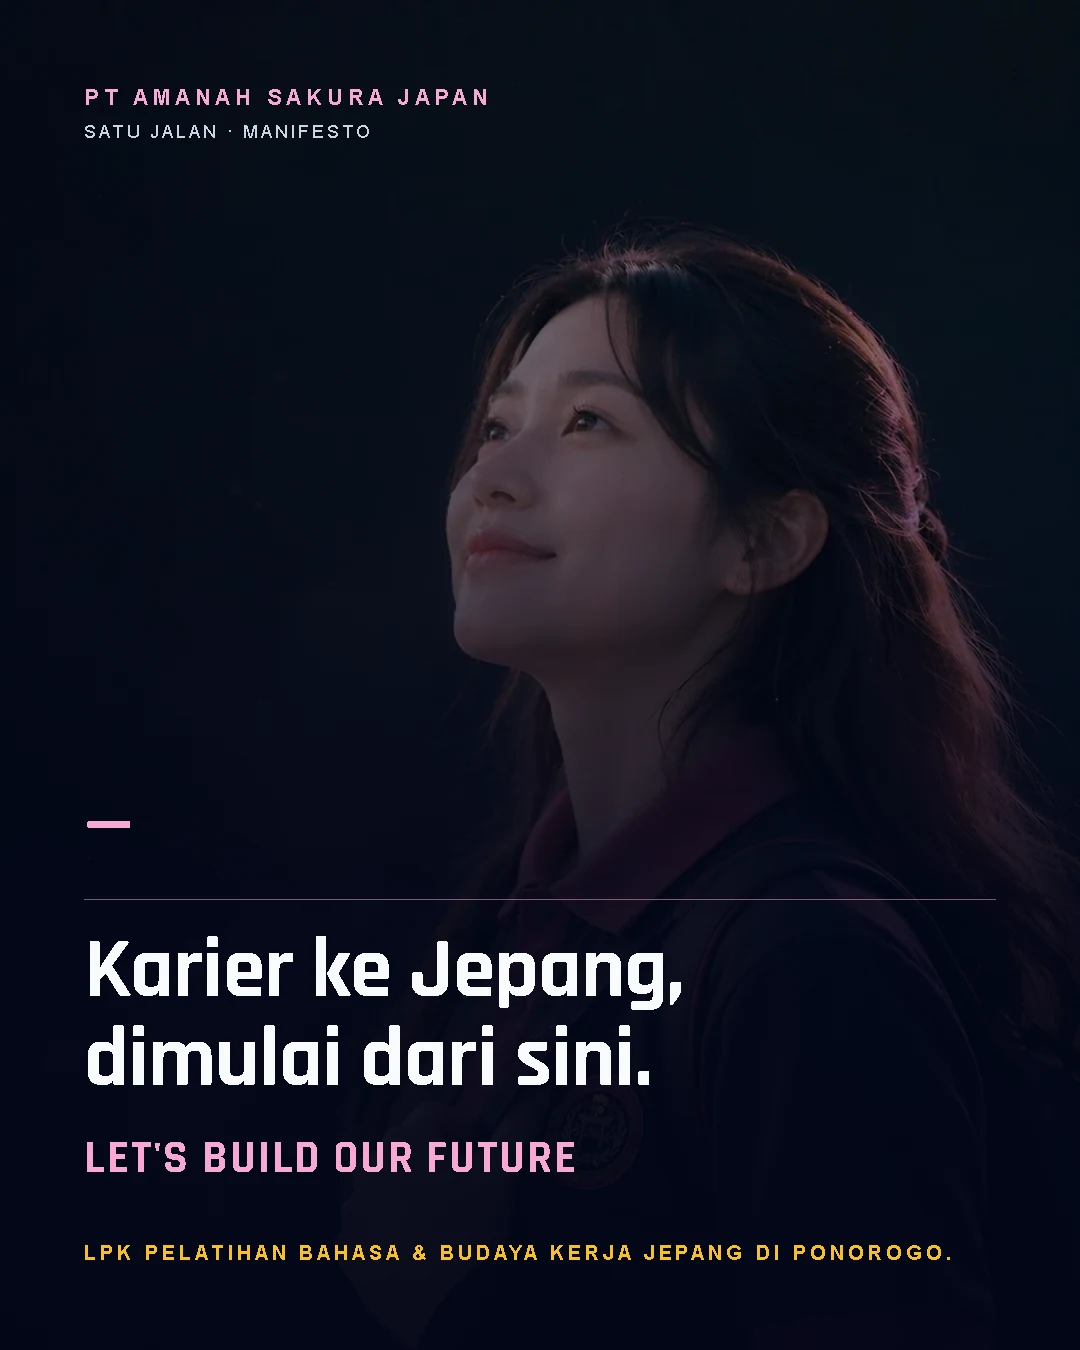 PT AMANAH SAKURA JAPAN
SATU JALAN · MANIFESTO
Karier ke Jepang,
dimulai dari sini.
LET'S BUILD OUR FUTURE
LPK PELATIHAN BAHASA & BUDAYA KERJA JEPANG DI PONOROGO.